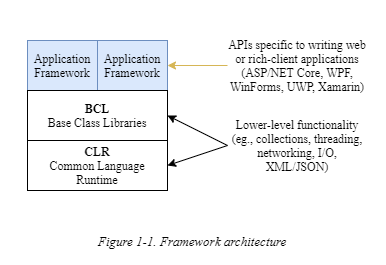 Application
Framework
Application
Framework
APIs specific to writing web
or rich-client applications
(ASP/NET Core, WPF,
WinForms, UWP, Xamarin)
BCL
Base Class Libraries
CLR
Common Language
Runtime
Lower-level functionality
(eg., collections, threading,
networking, I/O,
XML/JSON)
Figure 1-1. Framework architecture